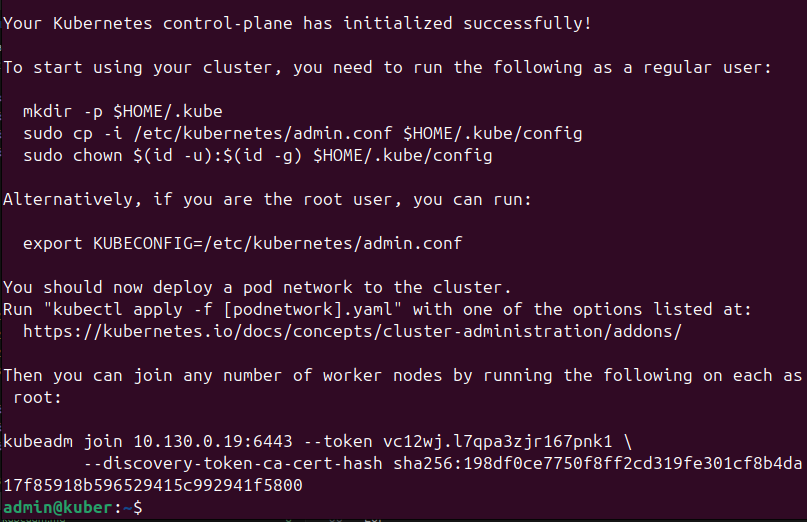 Your Kubernetes control-plane has initialized successfully!
To start using your cluster, you need to run the following as a regular user:
mkdir -p $HOME/.kube
sudo cp -i /etc/kubernetes/admin.conf $HOME/.kube/config
sudo chown $(id -u):$(id -g) $HOME/.kube/config
Alternatively, if you are the root user, you can run:
export KUBECONFIG=/etc/kubernetes/admin.conf
You should now deploy a pod network to the cluster.
Run "kubectl apply -f [podnetwork].yaml" with one of the options listed at:
https://kubernetes.io/docs/concepts/cluster-administration/addons/
Then you can join any number of worker nodes by running the following on each as
root:
kubeadm join 10.130.0.19:6443 --token vc12wj.l7qpa3zjr167pnk1 \
--discovery-token-ca-cert-hash sha256:198df0ce7750f8ff2cd319fe301cf8b4da
17f85918b596529415c992941f5800
admin@kuber:~$